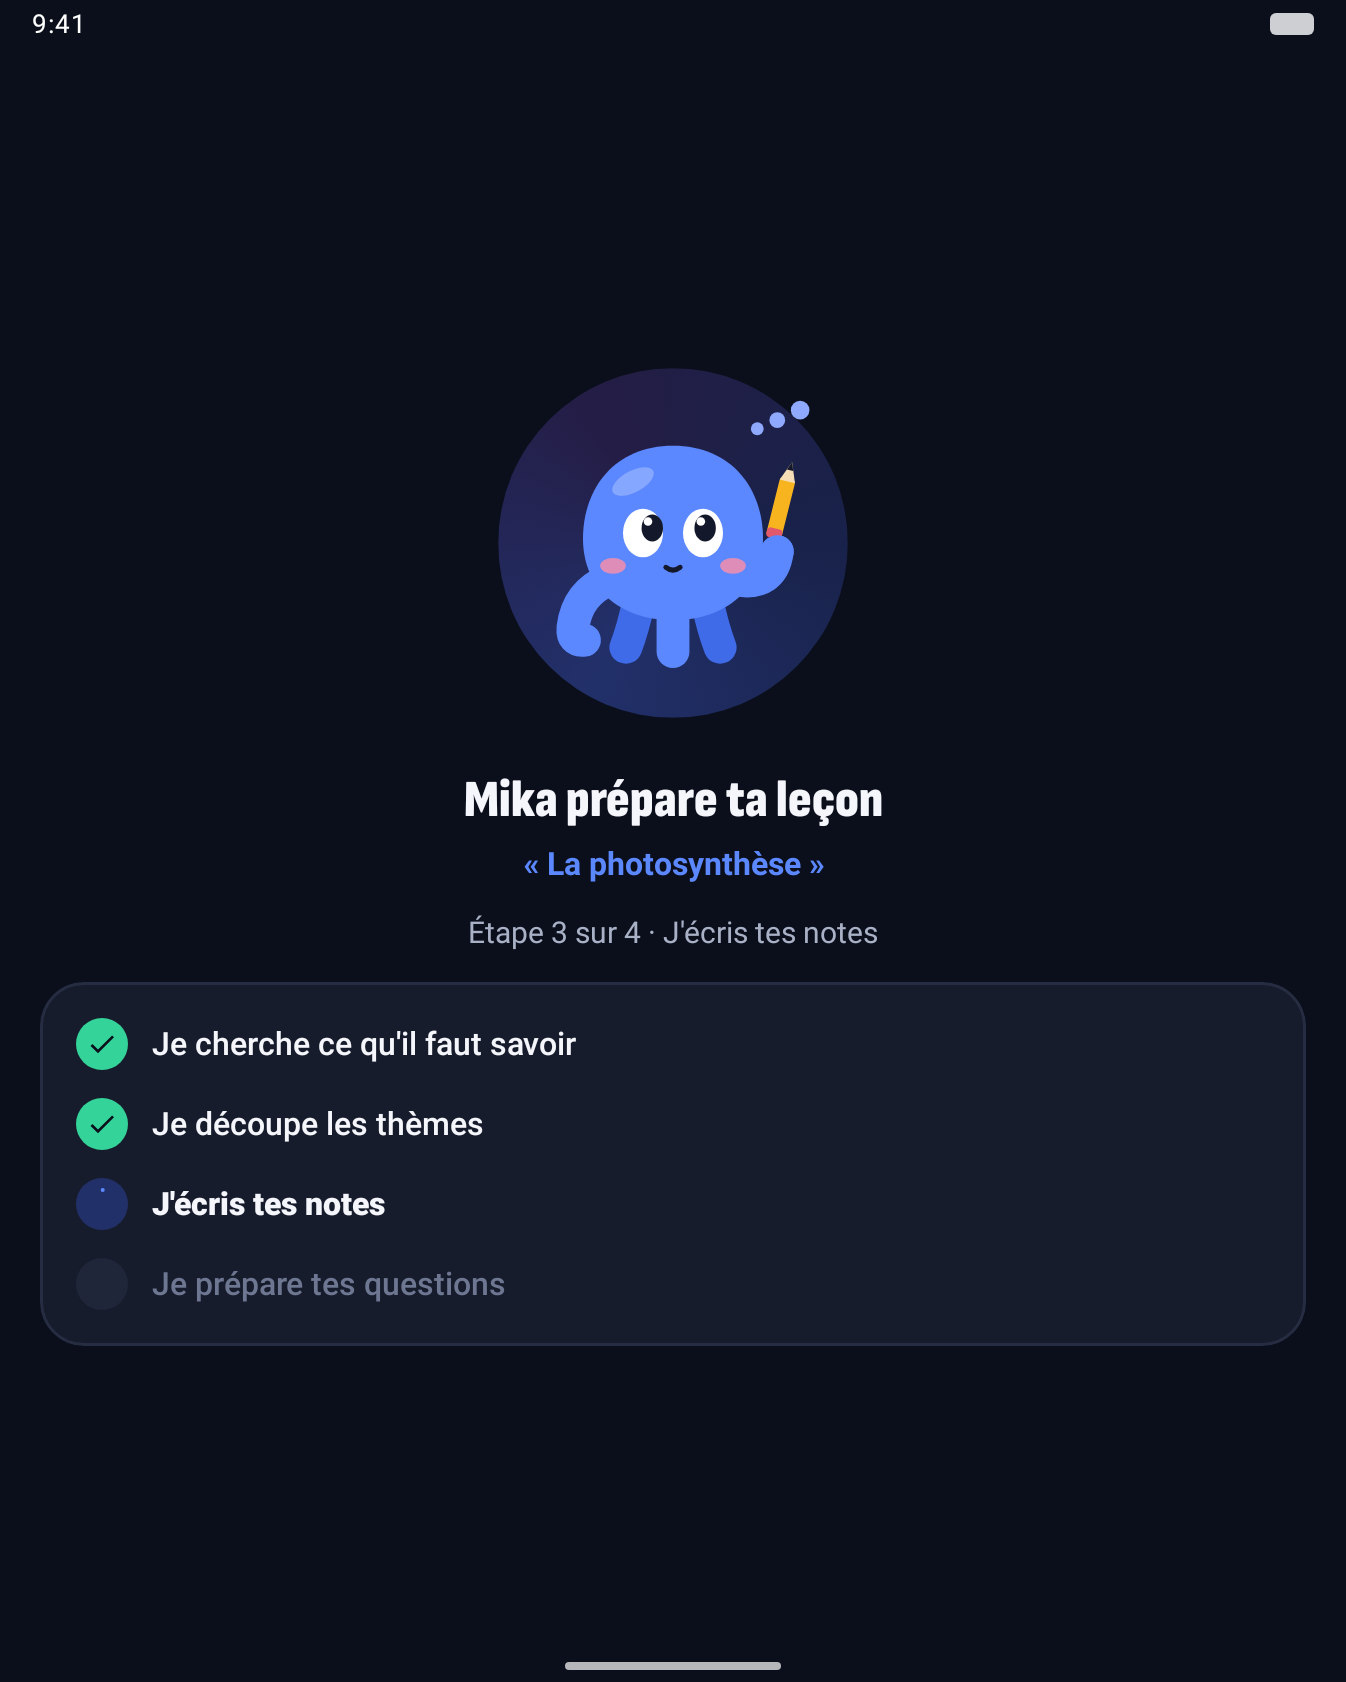 9:41
Mika prépare ta leçon
« La photosynthèse »
Étape 3 sur 4 · J'écris tes notes
Je cherche ce qu'il faut savoir
Je découpe les thèmes
J'écris tes notes
Je prépare tes questions